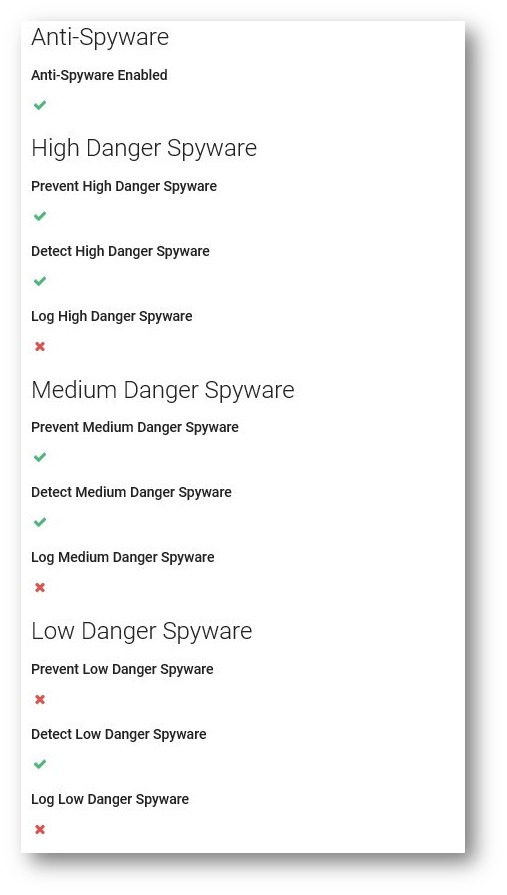 Anti-Spyware
Anti-Spyware Enabled
High Danger Spyware
Prevent High Danger Spyware
Detect High Danger Spyware
Log High Danger Spyware
Medium Danger Spyware
Prevent Medium Danger Spyware
Detect Medium Danger Spyware
Log Medium Danger Spyware
Low Danger Spyware
Prevent Low Danger Spyware
Detect Low Danger Spyware
Log Low Danger Spyware